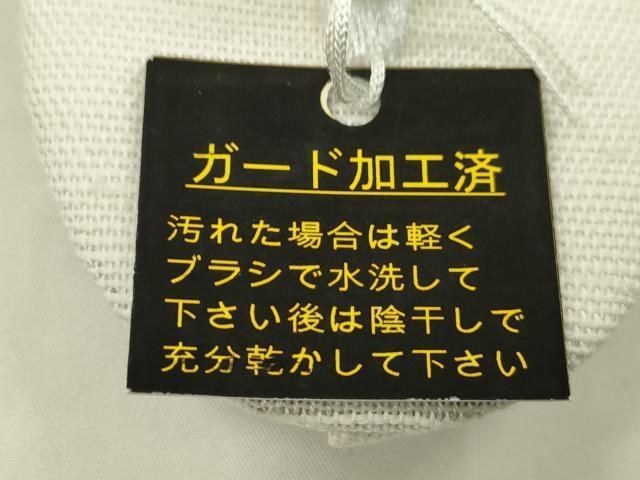 ガード加工済
汚れた場合は軽く
ブラシで水洗して
下さい後は陰干しで
充分乾かして下さい